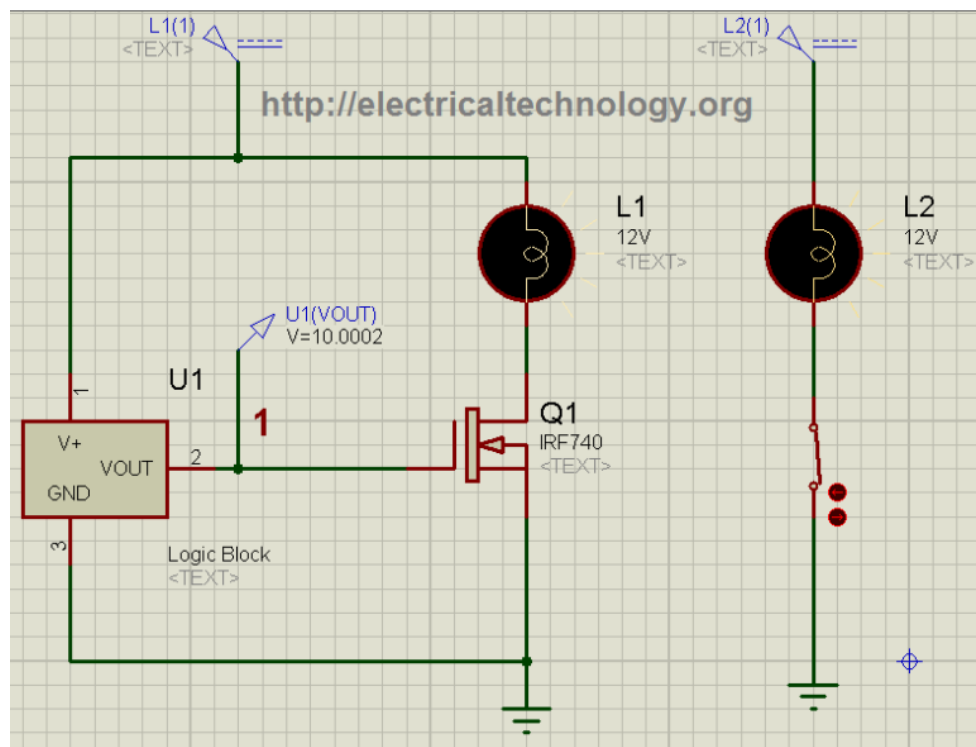 L1(1)
<TEXT>
L2(1)
<TEXT>
http://electricaltechnology.org
L1
12V
<TEXT>
L2
12V
<TEXT>
U1(VOUT)
V=10.0002
1
U1
1
Q1
IRF740
<TEXT>
V+
VOUT
2
GND
3
Logic Block
<TEXT>